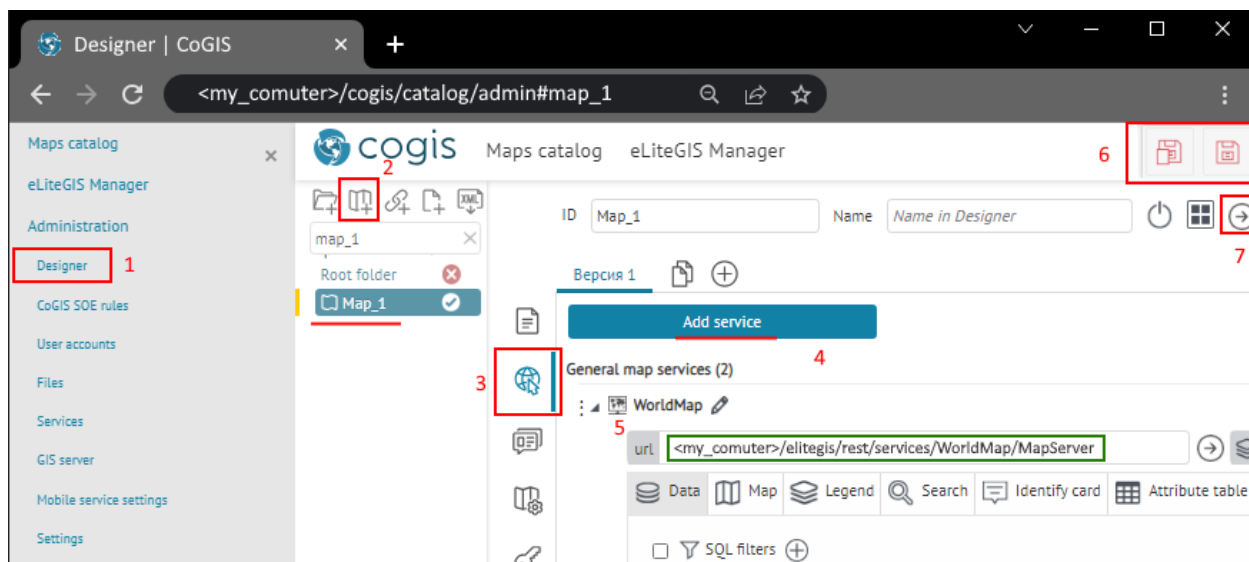 Designer | CoGIS
<my_comuter>/cogis/catalog/admin#map_1
Maps catalog
eLiteGIS Manager
Administration
Designer
1
CoGIS SOE rules
User accounts
Files
Services
GIS server
Mobile service settings
Settings
cogis
Maps catalog
eLiteGIS Manager
6
2
XML
map_1
Root folder
Map_1
ID
Map_1
Name
Name in Designer
7
Версия 1
Add service
4
3
General map services (2)
WorldMap
5
url
<my_comuter>/elitegis/rest/services/WorldMap/MapServer
Data
Map
Legend
Search
Identify card
Attribute table
SQL filters